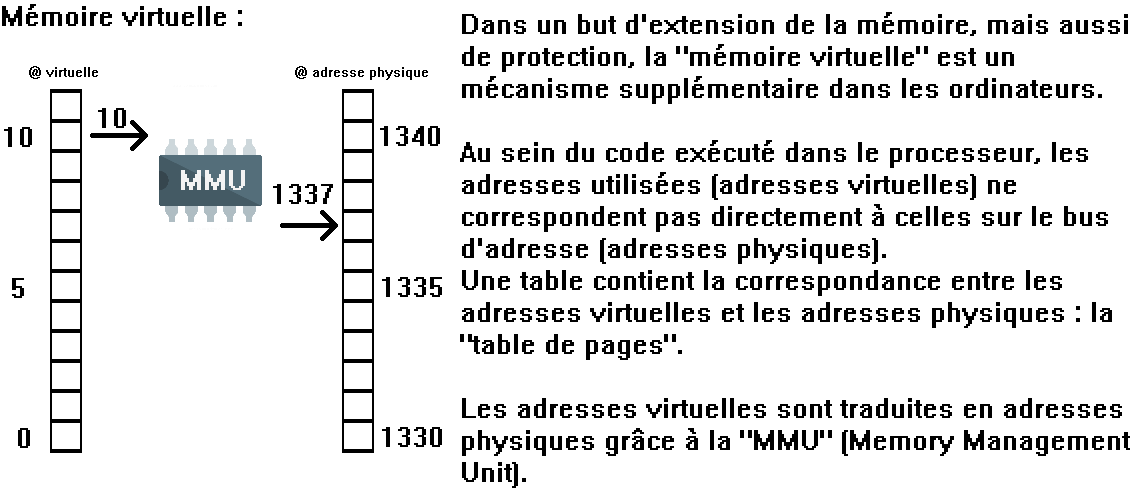 Mémoire virtuelle :
@ virtuelle
@ adresse physique
10
10
1340
MMU
1337
5
1335
0
1330
Dans un but d'extension de la mémoire, mais aussi
de protection, la "mémoire virtuelle" est un
mécanisme supplémentaire dans les ordinateurs.
Au sein du code exécuté dans le processeur, les
adresses utilisées (adresses virtuelles) ne
correspondent pas directement à celles sur le bus
d'adresse (adresses physiques).
Une table contient la correspondance entre les
adresses virtuelles et les adresses physiques : la
"table de pages".
Les adresses virtuelles sont traduites en adresses
physiques grâce à la "MMU" (Memory Management
Unit).